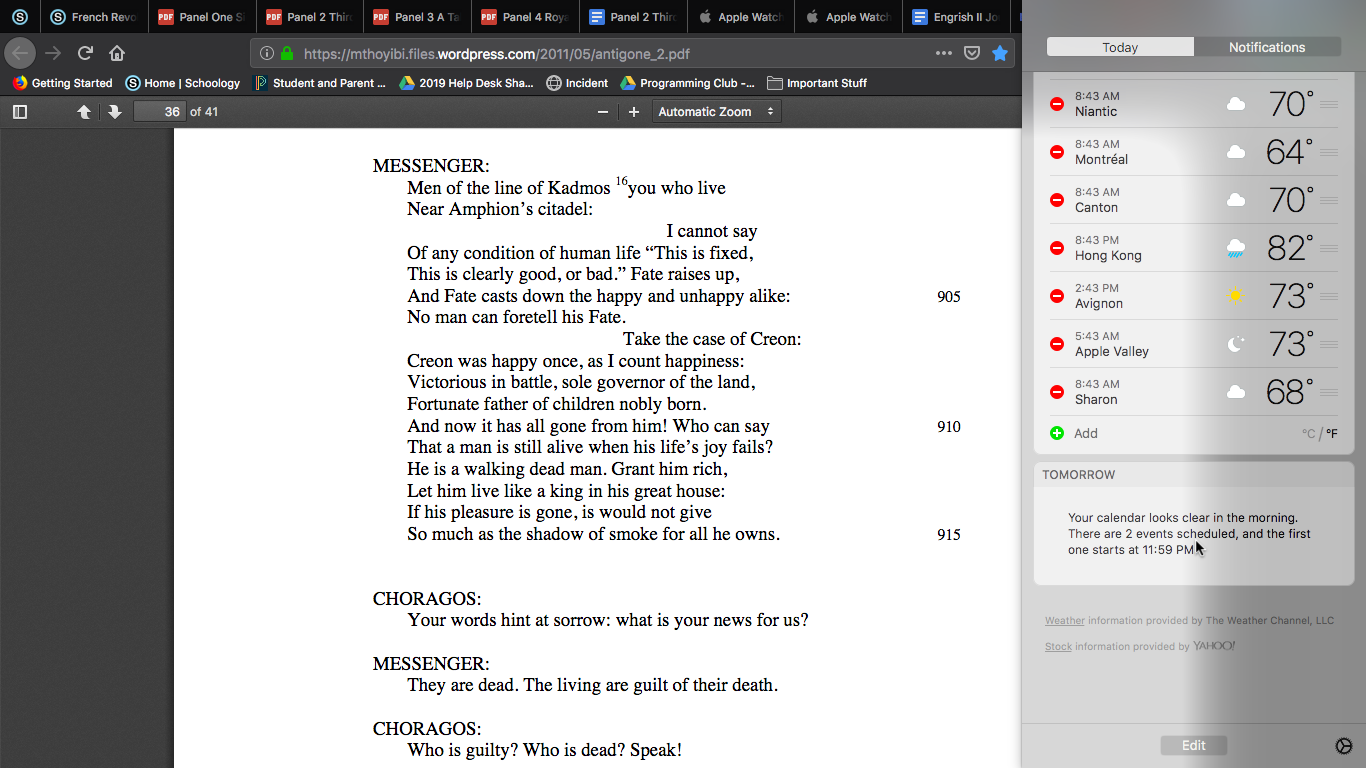 French Revo
Panel One S
Panel 2 Thir
Panel 3 A Ta
Panel 4 Roya
Panel 2 Thir
Apple Watch
Apple Watch
Engrish II Jo
https://mthoyibi.files.wordpress.com/2011/05/antigone_2.pdf
Getting Started
Home | Schoology
Student and Parent ...
2019 Help Desk Sha...
Incident
Programming Club -...
Important Stuff
36 of 41
Automatic Zoom
MESSENGER:
Men of the line of Kadmos 16you who live
Near Amphion's citadel:
I cannot say
Of any condition of human life “This is fixed,
This is clearly good, or bad.” Fate raises up,
And Fate casts down the happy and unhappy alike: 905
No man can foretell his Fate.
Take the case of Creon:
Creon was happy once, as I count happiness:
Victorious in battle, sole governor of the land,
Fortunate father of children nobly born.
And now it has all gone from him! Who can say 910
That a man is still alive when his life's joy fails?
He is a walking dead man. Grant him rich,
Let him live like a king in his great house:
If his pleasure is gone, is would not give
So much as the shadow of smoke for all he owns. 915
CHORAGOS:
Your words hint at sorrow: what is your news for us?
MESSENGER:
They are dead. The living are guilt of their death.
CHORAGOS:
Who is guilty? Who is dead? Speak!
Today
Notifications
8:43 AM
Niantic
70°
8:43 AM
Montréal
64°
8:43 AM
Canton
70°
8:43 PM
Hong Kong
82°
2:43 PM
Avignon
73°
5:43 AM
Apple Valley
73°
8:43 AM
Sharon
68°
Add
°C / °F
TOMORROW
Your calendar looks clear in the morning.
There are 2 events scheduled, and the first
one starts at 11:59 PM
Weather information provided by The Weather Channel, LLC
Stock information provided by YAHOO!
Edit